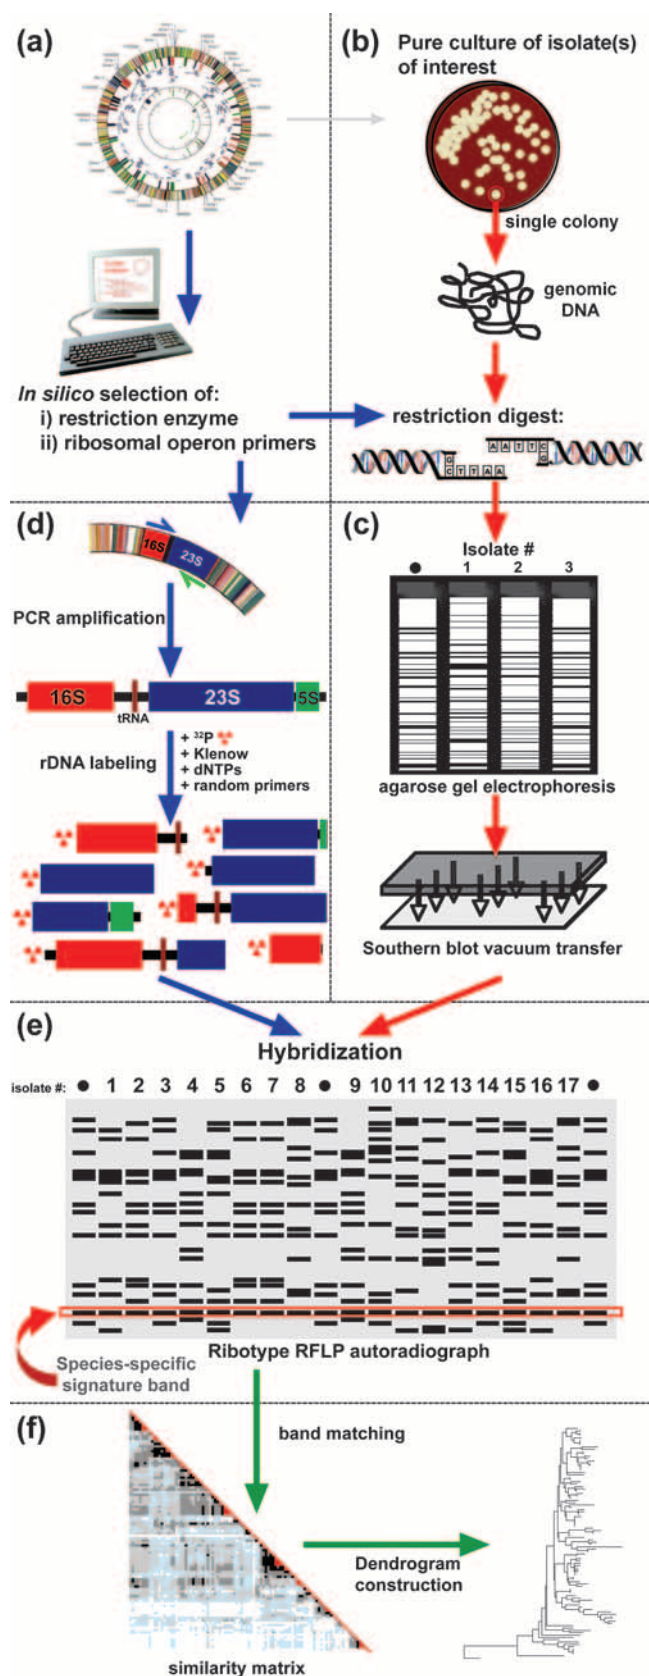 (a)
(b)
Pure culture of isolate(s)
of interest
single colony
genomic
DNA
In silico selection of:
i) restriction enzyme
ii) ribosomal operon primers
restriction digest:
A A T T C
G
G
C T T A A
(d)
16S
23S
PCR amplification
16S
23S
5S
tRNA
rDNA labeling
+ ³²P
+ Klenow
+ dNTPs
+ random primers
(c)
Isolate #
● 1 2 3
agarose gel electrophoresis
Southern blot vacuum transfer
(e)
Hybridization
isolate #: ● 1 2 3 4 5 6 7 8 ● 9 10 11 12 13 14 15 16 17 ●
Species-specific
signature band
Ribotype RFLP autoradiograph
(f)
band matching
Dendrogram
construction
similarity matrix